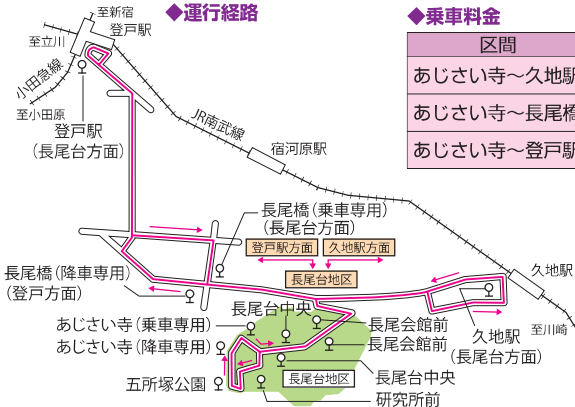 ◆運行経路
◆乗車料金
至新宿
登戸駅
至立川
小田急線
至小田原
登戸駅
(長尾台方面)
JR南武線
宿河原駅
区間
あじさい寺～久地駅
あじさい寺～長尾橋
あじさい寺～登戸駅
長尾橋(乗車専用)
(長尾台方面)
登戸駅方面
久地駅方面
長尾台地区
長尾橋(降車専用)
(登戸方面)
久地駅
至川崎
久地駅
(長尾台方面)
長尾台中央
あじさい寺(乗車専用)
あじさい寺(降車専用)
長尾会館前
長尾会館前
五所塚公園
長尾台地区
長尾台中央
研究所前